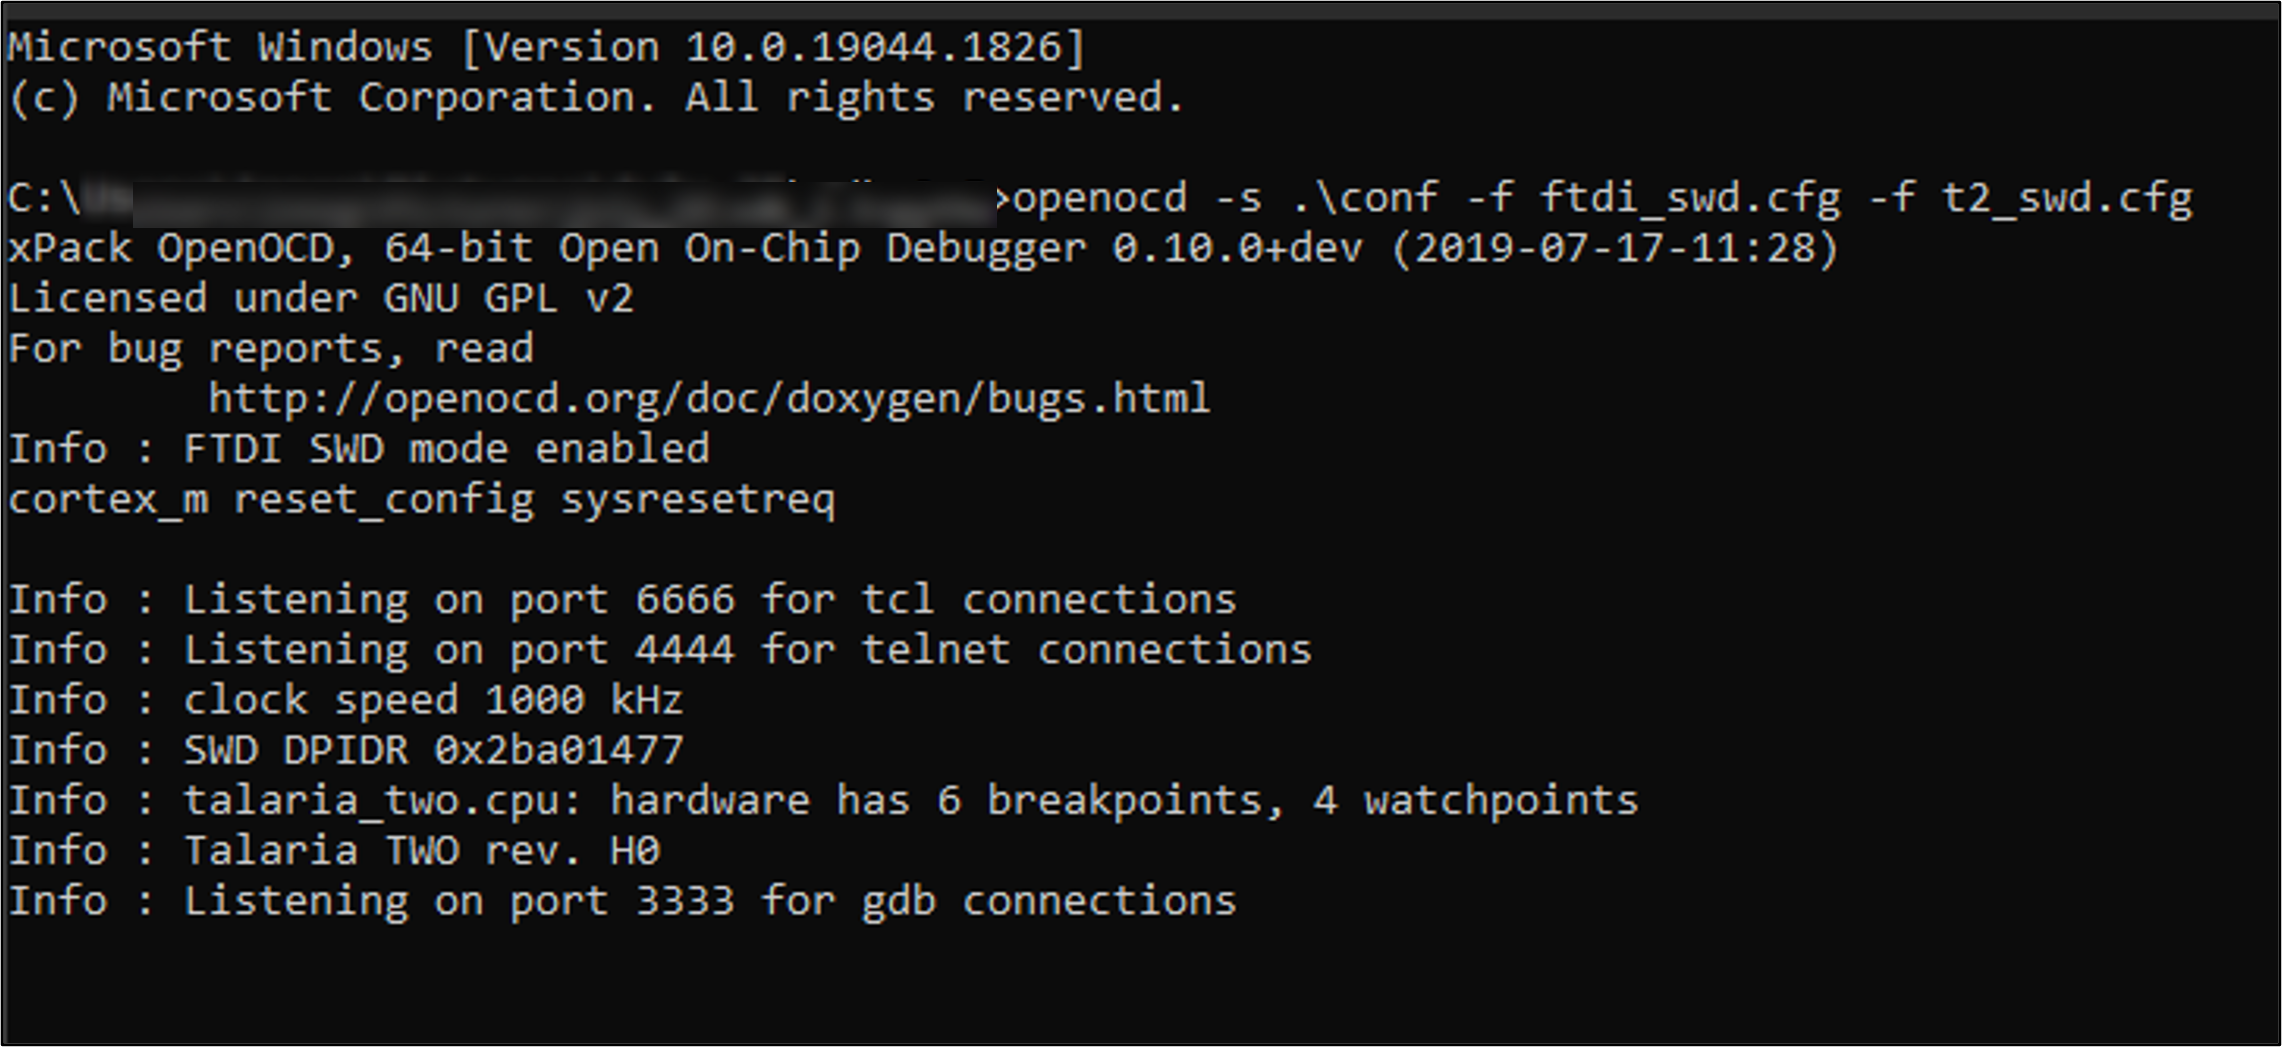 Microsoft Windows [Version 10.0.19044.1826]
(c) Microsoft Corporation. All rights reserved.
C:\>openocd -s .\conf -f ftdi_swd.cfg -f t2_swd.cfg
xPack OpenOCD, 64-bit Open On-Chip Debugger 0.10.0+dev (2019-07-17-11:28)
Licensed under GNU GPL v2
For bug reports, read
http://openocd.org/doc/doxygen/bugs.html
Info : FTDI SWD mode enabled
cortex_m reset_config sysresetreq
Info : Listening on port 6666 for tcl connections
Info : Listening on port 4444 for telnet connections
Info : clock speed 1000 kHz
Info : SWD DPIDR 0x2ba01477
Info : talaria_two.cpu: hardware has 6 breakpoints, 4 watchpoints
Info : Talaria TWO rev. H0
Info : Listening on port 3333 for gdb connections